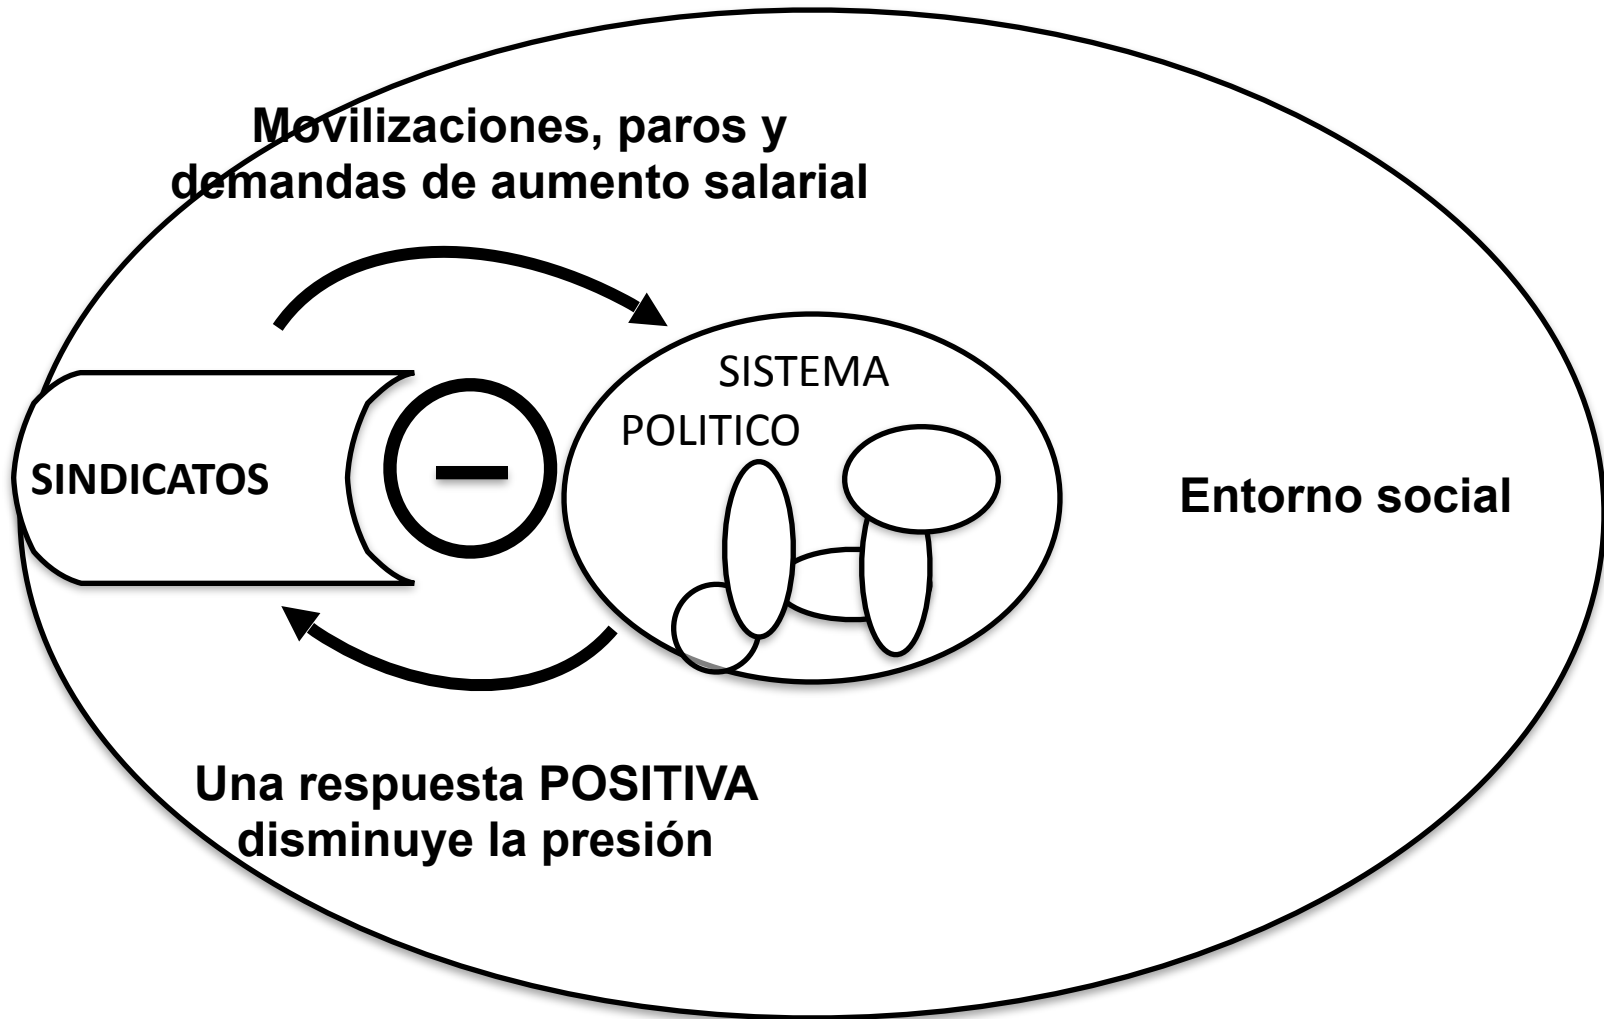 Movilizaciones, paros y
demandas de aumento salarial
SISTEMA
POLITICO
SINDICATOS
–
Entorno social
Una respuesta POSITIVA
disminuye la presión